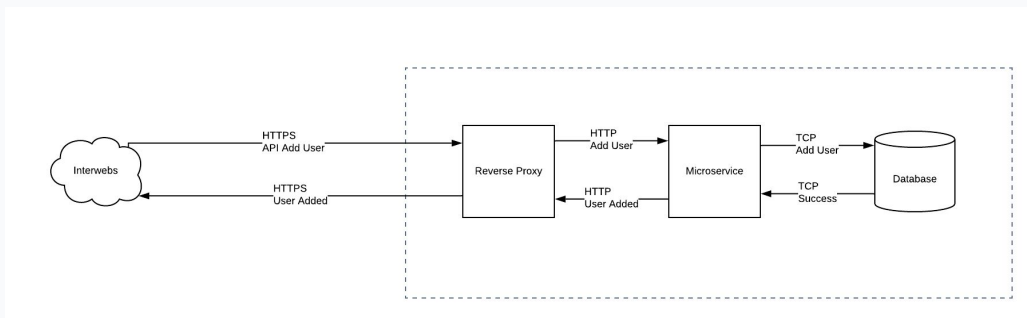 HTTPS
API Add User
HTTP
Add User
TCP
Add User
Interwebs
Reverse Proxy
Microservice
Database
HTTPS
User Added
HTTP
User Added
TCP
Success